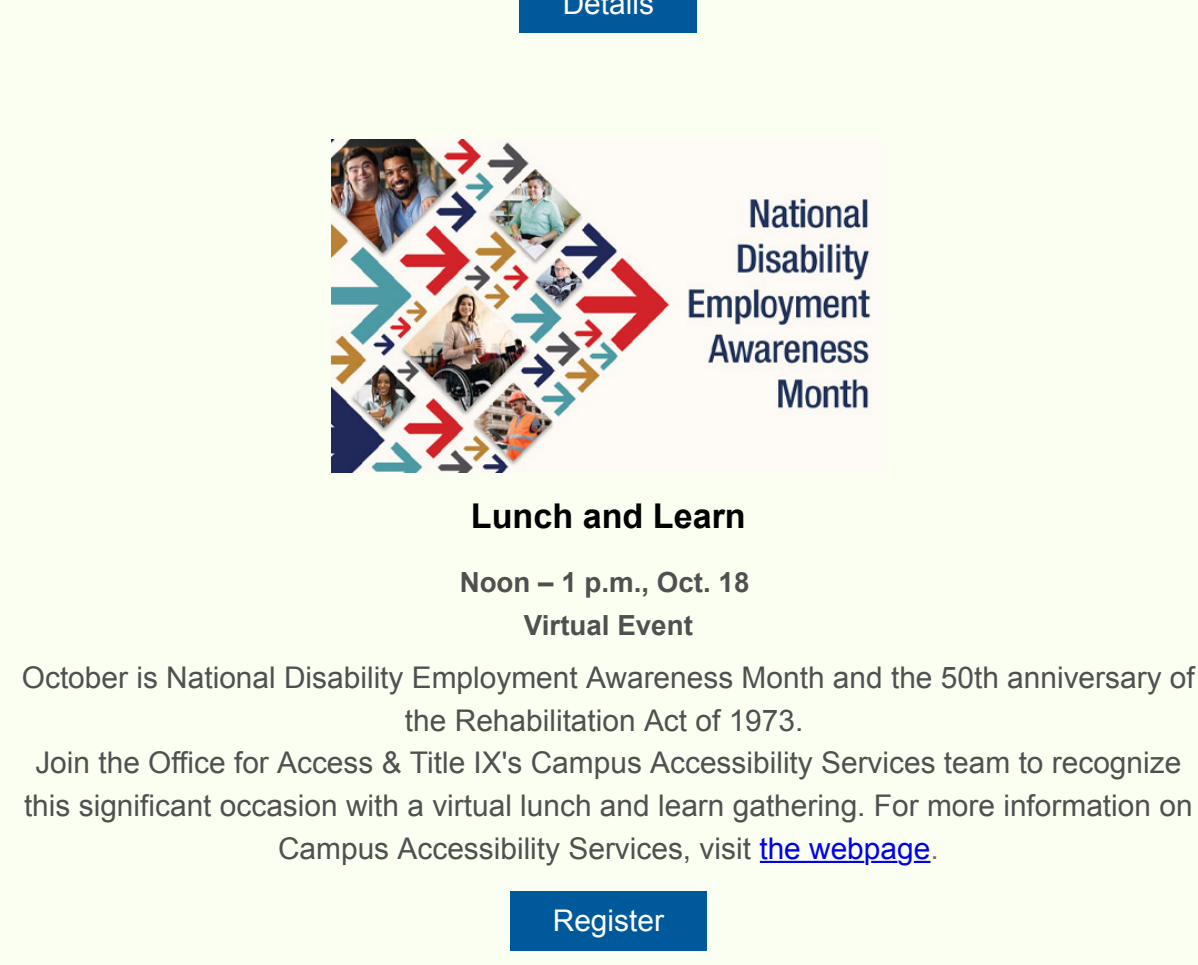 Details
National
Disability
Employment
Awareness
Month
Lunch and Learn
Noon – 1 p.m., Oct. 18
Virtual Event
October is National Disability Employment Awareness Month and the 50th anniversary of
the Rehabilitation Act of 1973.
Join the Office for Access & Title IX's Campus Accessibility Services team to recognize
this significant occasion with a virtual lunch and learn gathering. For more information on
Campus Accessibility Services, visit the webpage.
Register